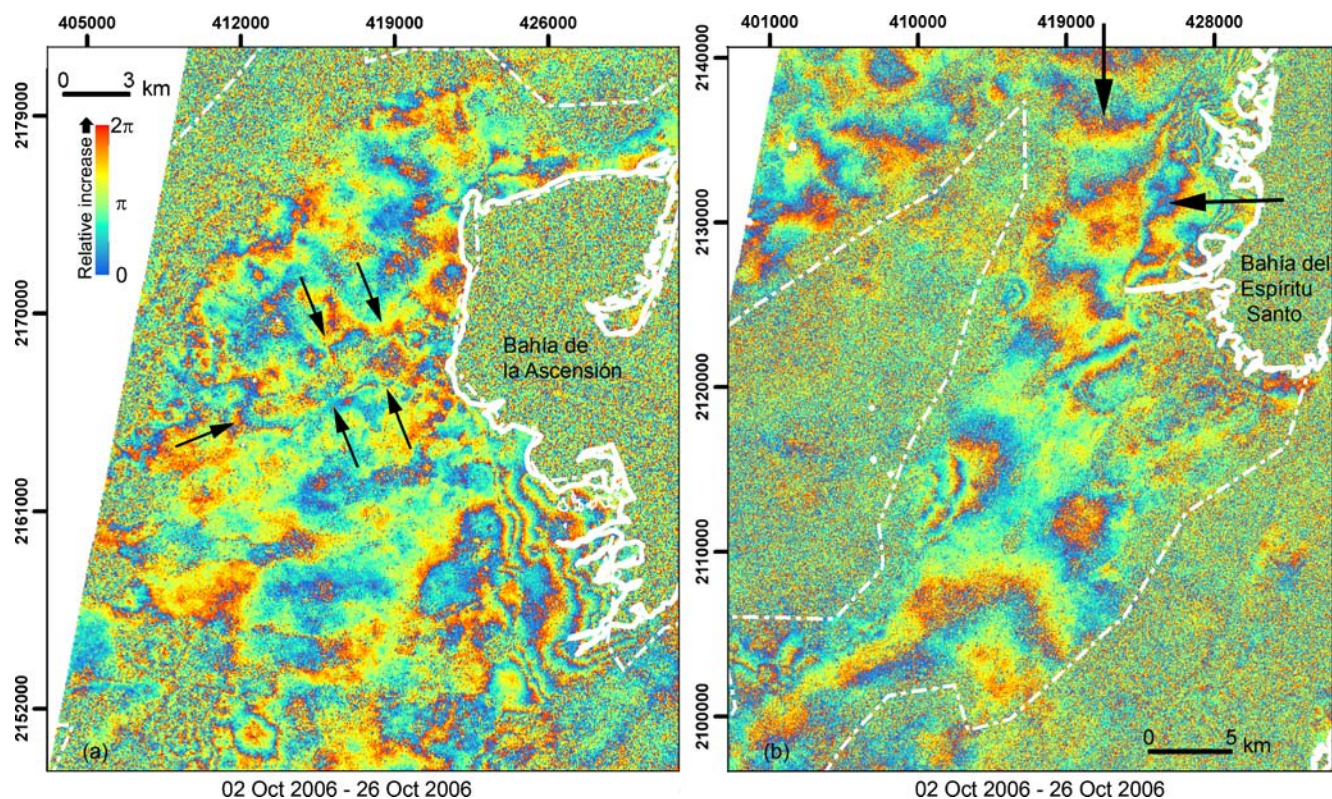 405000 412000 419000 426000
401000 410000 419000 428000
0 3 km
Relative increase
2π
π
0
2179000
2170000
2161000
2152000
Bahía de
la Ascensión
(a)
02 Oct 2006 - 26 Oct 2006
2140000
2130000
2120000
2110000
2100000
Bahía del
Espíritu
Santo
(b)
0 5 km
02 Oct 2006 - 26 Oct 2006